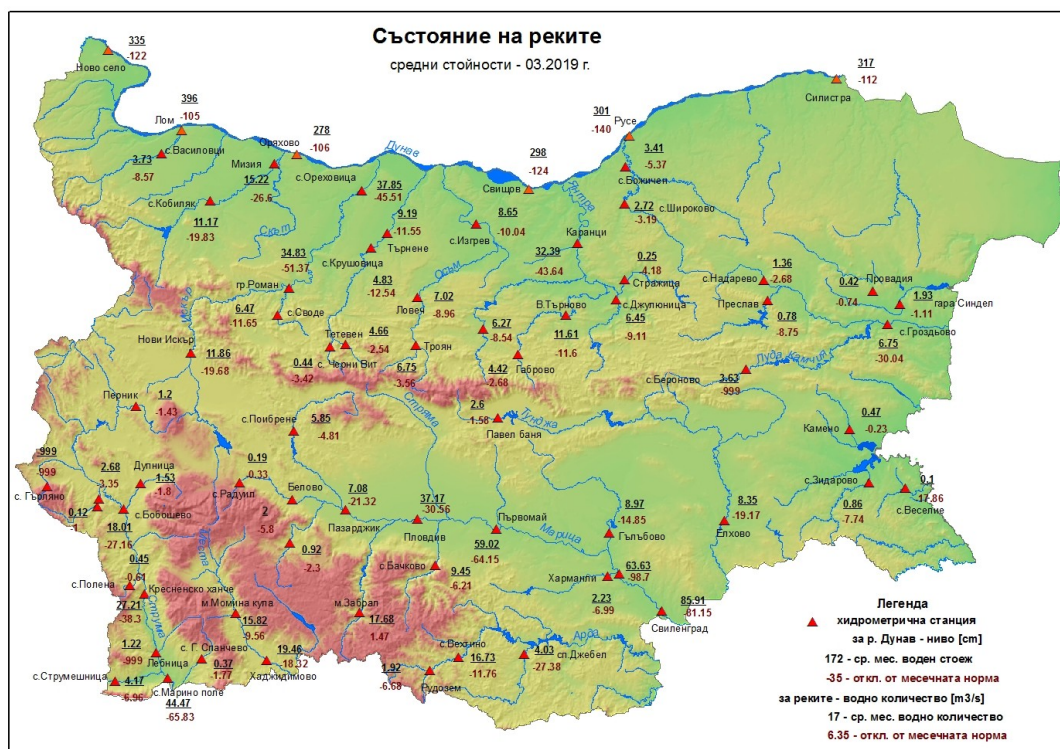 Състояние на реките
средни стойности - 03.2019 г.
335
-122
Ново село
317
-112
Силистра
396
-105
Лом
301
-140
Русе
278
-106
Оряхово
Дунав
298
-124
Свищов
3.73
-8.57
с.Василовци
Мизия
15.22
-26.6
с.Ореховица
37.85
-45.51
Янтра
3.41
-5.37
с.Божичен
с.Кобиляк
11.17
-19.83
Скът
9.19
-11.55
Търнене
8.65
-10.04
с.Изгрев
2.72
-3.19
с.Широково
Каранци
32.39
-43.64
34.83
-51.37
гр.Роман
с.Крушовица
4.83
-12.54
Осъм
7.02
-8.96
Ловеч
0.25
-4.18
Стражица
с.Надарево
1.36
-2.68
0.42
-0.74
Провадия
1.93
-1.11
гара Синдел
6.47
-11.65
с.Своде
В.Търново
11.61
-11.6
с.Джулюница
6.45
-9.11
Преслав
0.78
-8.75
с.Гроздьово
6.75
-30.04
Нови Искър
11.86
-19.68
Тетевен
4.66
-2.54
0.44
-3.42
с. Черни Вит
Троян
6.75
-3.56
6.27
-8.54
4.42
-2.68
Габрово
Луда Камчия
с.Бероново
3.63
-999
Перник
1.2
-1.43
с.Поибрене
5.85
-4.81
Стряма
2.6
1.58
Тунджа
Павел баня
0.47
-0.23
Камено
999
-999
с. Гърляно
2.68
-3.35
Дупница
1.53
-1.8
0.19
0.33
с.Радуил
Белово
2
-5.8
7.08
-21.32
Пазарджик
37.17
-30.56
Пловдив
Първомай
59.02
-64.15
Марица
8.97
-14.85
Гълъбово
8.35
-19.17
Елхово
с.Зидарово
0.86
-7.74
0.1
-17.86
с.Веселие
0.12
-1
с.Бобошево
18.01
-27.16
0.92
-2.3
с.Бачково
9.45
-6.21
Харманли
2.23
-6.99
63.63
-98.7
85.91
-81.15
Свиленград
0.45
-0.61
с.Полена
Кресненско ханче
27.21
-38.3
Струма
Места
м.Момина кула
15.82
-9.56
м.Забрал
17.68
1.47
Арда
1.22
-999
Лебница
с. Г. Спанчево
0.37
-1.77
19.46
-18.32
Хаджидимово
с.Вехтино
16.73
-11.76
4.03
-27.38
сп Джебел
1.92
-6.68
Рудозем
с.Струмешница
4.17
-6.96
с.Марино поле
44.47
-65.83
Легенда
хидрометрична станция
за р. Дунав - ниво [cm]
172 - ср. мес. воден стоеж
-35 - откл. от месечната норма
за реките - водно количество [m3/s]
17 - ср. мес. водно количество
6.35 - откл. от месечната норма